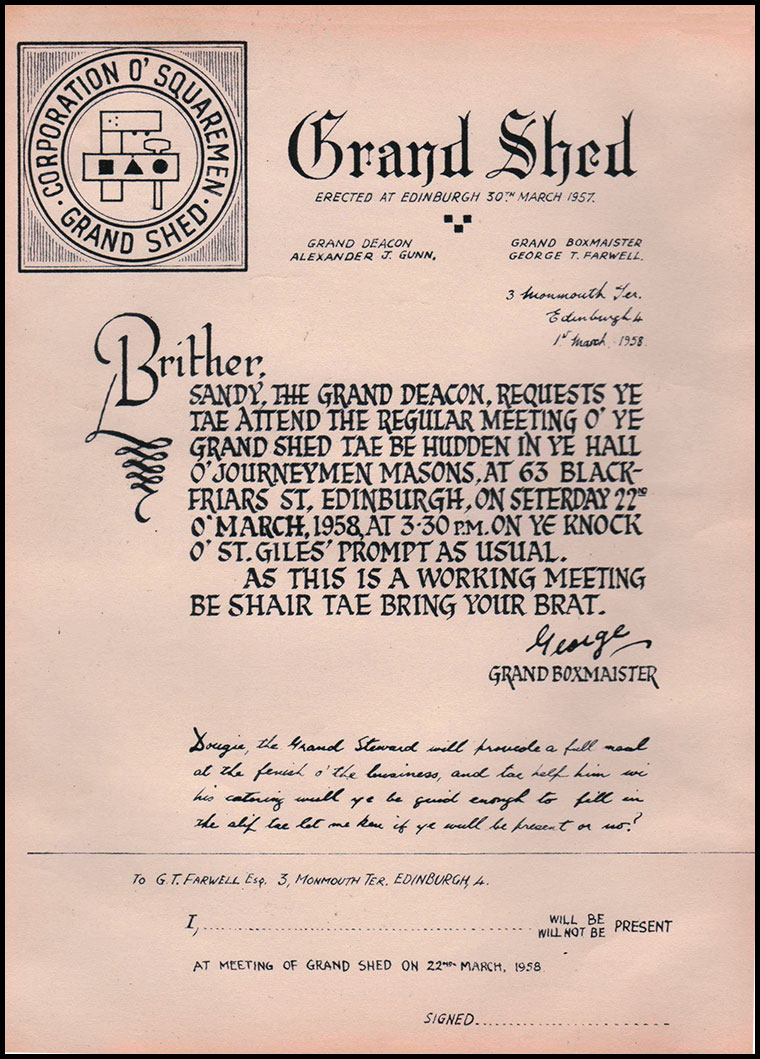 CORPORATION O' SQUAREMEN · GRAND SHED ·
Grand Shed
ERECTED AT EDINBURGH 30TH MARCH 1957.
GRAND DEACON
ALEXANDER J. GUNN.
GRAND BOXMAISTER
GEORGE T. FARWELL.
3 Monmouth Ter.
Edinburgh 4
1st March. 1958.
Brither,
SANDY, THE GRAND DEACON, REQUESTS YE
TAE ATTEND THE REGULAR MEETING O' YE
GRAND SHED TAE BE HUDDEN IN YE HALL
O' JOURNEYMEN MASONS, AT 63 BLACK-
FRIARS ST, EDINBURGH, ON SETERDAY 22ND
O' MARCH, 1958, AT 3·30 P.M. ON YE KNOCK
O' ST. GILES' PROMPT AS USUAL.
AS THIS IS A WORKING MEETING
BE SHAIR TAE BRING YOUR BRAT.
George
GRAND BOXMAISTER
Dougie, the Grand Steward will provede a full meal
at the fenish o' the business, and tae help him wi
his catering wull ye be guid enough to fill in
the slip tae let me ken if ye wull be present or no?
TO G.T. FARWELL ESQ. 3, MONMOUTH TER. EDINBURGH, 4.
I, WILL BE
WILL NOT BE PRESENT
AT MEETING OF GRAND SHED ON 22ND MARCH, 1958.
SIGNED